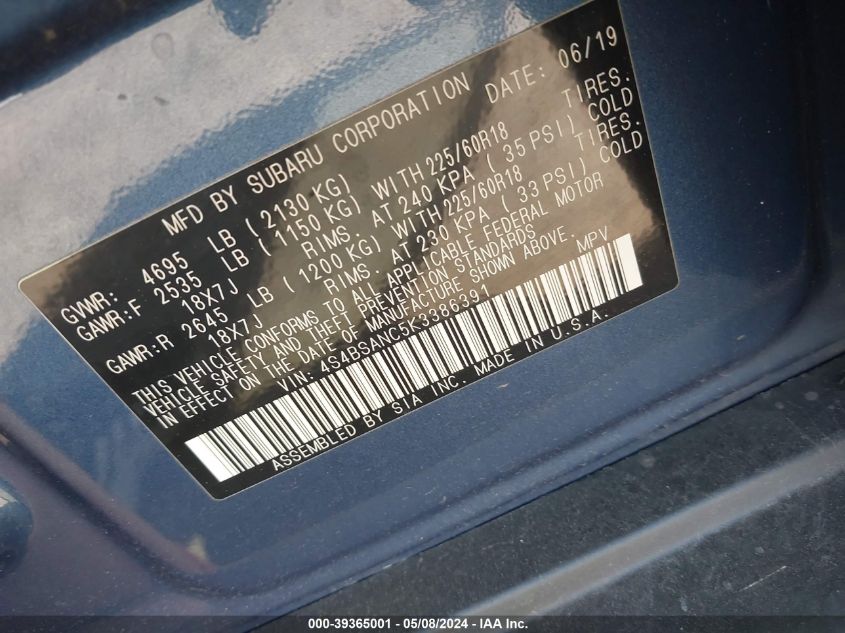 MFD BY SUBARU CORPORATION DATE: 06/19
GVWR: 4695 LB (2130 KG)
GAWR:F 2535 LB (1150 KG) WITH 225/60R18 TIRES.
18X7J RIMS. AT 240 KPA (35 PSI) COLD
GAWR:R 2645 LB (1200 KG) WITH 225/60R18 TIRES.
18X7J RIMS. AT 230 KPA (33 PSI) COLD
THIS VEHICLE CONFORMS TO ALL APPLICABLE FEDERAL MOTOR
VEHICLE SAFETY AND THEFT PREVENTION STANDARDS
IN EFFECT ON THE DATE OF MANUFACTURE SHOWN ABOVE.
VIN: 4S4BSANC5K3386391 MPV
ASSEMBLED BY SIA INC. MADE IN U.S.A.
000-39365001 - 05/08/2024 - IAA Inc.